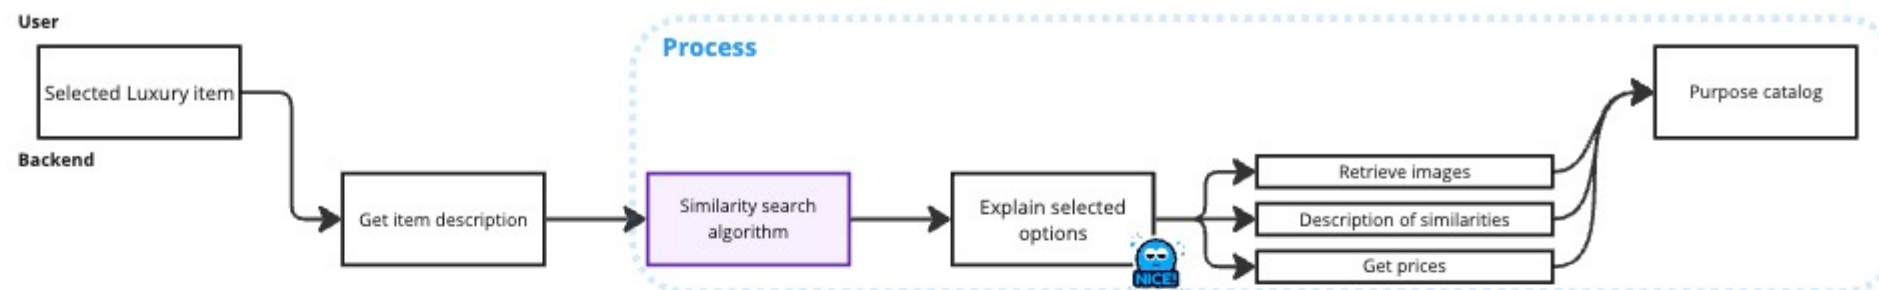 User
Process
Selected Luxury item
Purpose catalog
Backend
Get item description
Similarity search
algorithm
Explain selected
options
NICE!
Retrieve images
Description of similarities
Get prices